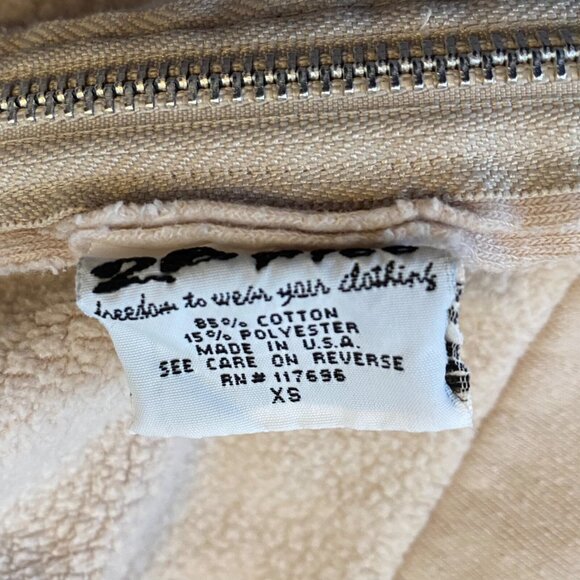 freedom to wear your clothing
85% COTTON
15% POLYESTER
MADE IN U.S.A.
SEE CARE ON REVERSE
RN# 117696
XS